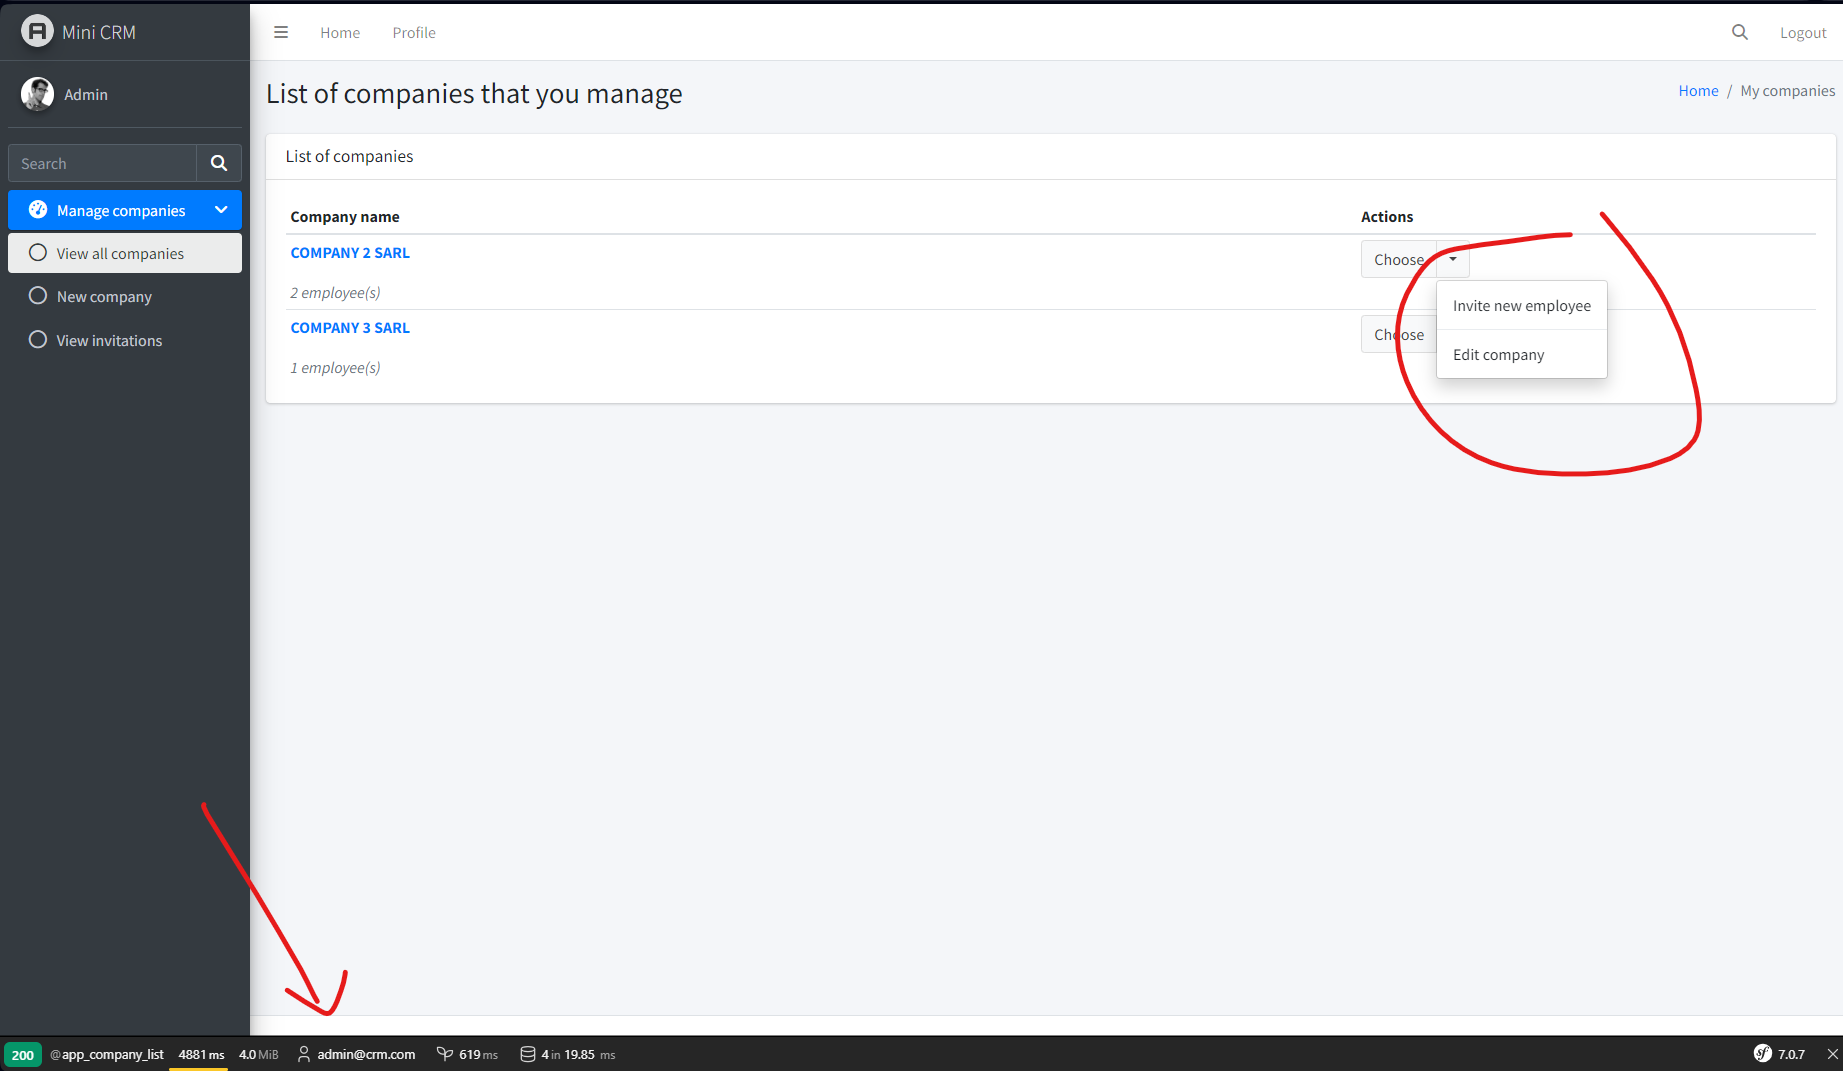 Mini CRM
Home Profile Logout
Admin
List of companies that you manage
Home / My companies
Search
List of companies
Manage companies
View all companies
New company
View invitations
Company name Actions
COMPANY 2 SARL
Choose
2 employee(s)
Invite new employee
COMPANY 3 SARL
Choose
Edit company
1 employee(s)
200 @app_company_list 4881 ms 4.0 MiB admin@crm.com 619 ms 4 in 19.85 ms sf 7.0.7